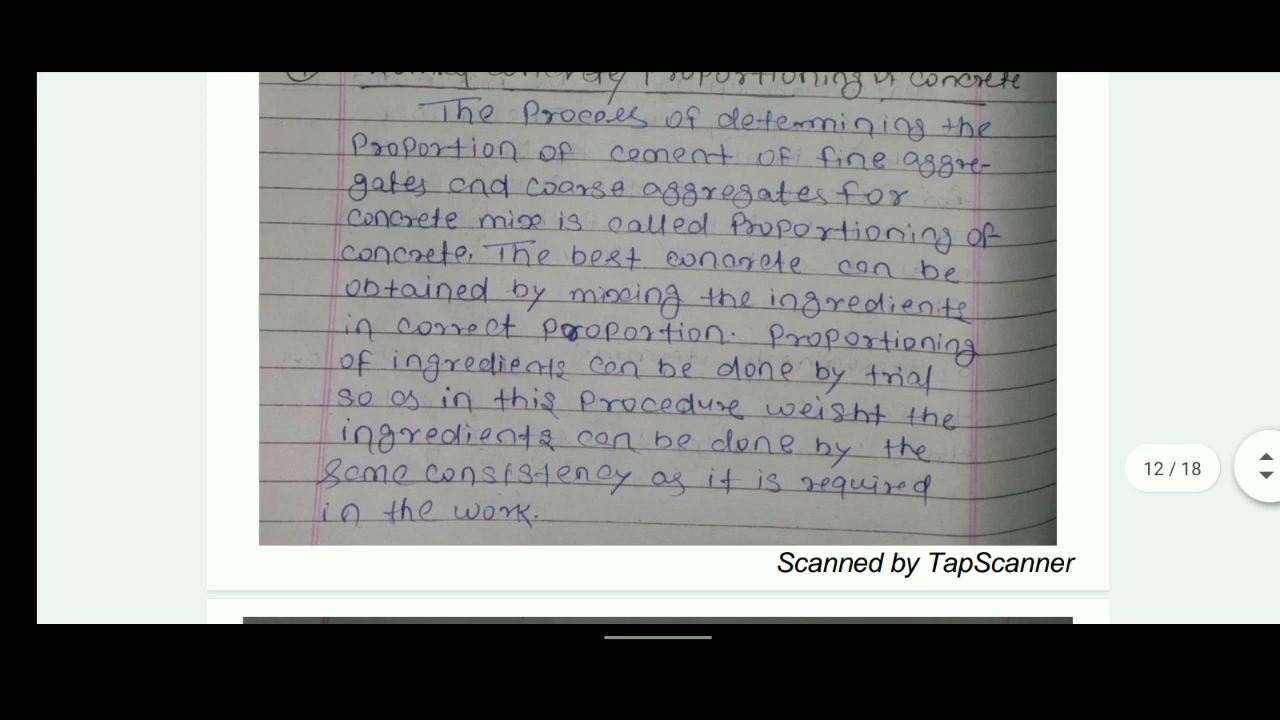 Proportioning of concrete
The Process of determining the
Proportion of cement of fine aggre-
gates and coarse aggregates for
concrete mix is called Proportioning of
concrete. The best concrete can be
obtained by mixing the ingredients
in correct proportion. Proportioning
of ingredients can be done by trial
so as in this Procedure weight the
ingredients can be done by the
same consistency as it is required
in the work.
12 / 18
Scanned by TapScanner